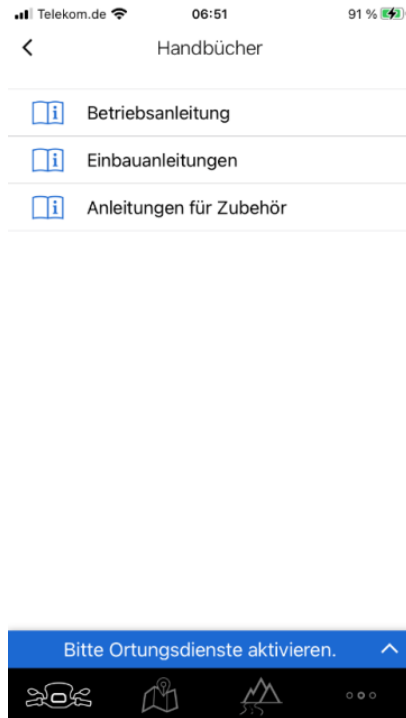 Telekom.de 06:51 91 %
Handbücher
Betriebsanleitung
Einbauanleitungen
Anleitungen für Zubehör
Bitte Ortungsdienste aktivieren.